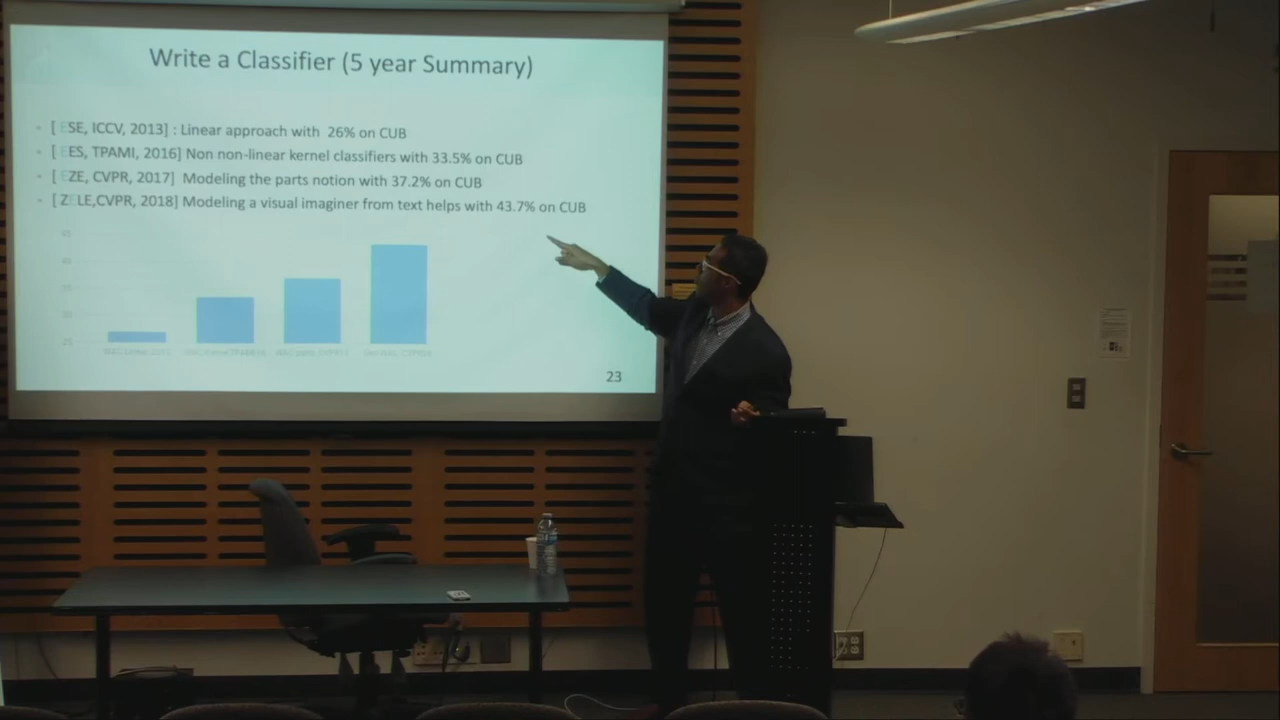 Write a Classifier (5 year Summary)
• [ ESE, ICCV, 2013] : Linear approach with 26% on CUB
• [ EES, TPAMI, 2016] Non non-linear kernel classifiers with 33.5% on CUB
• [ EZE, CVPR, 2017] Modeling the parts notion with 37.2% on CUB
• [ ZELE,CVPR, 2018] Modeling a visual imaginer from text helps with 43.7% on CUB
23